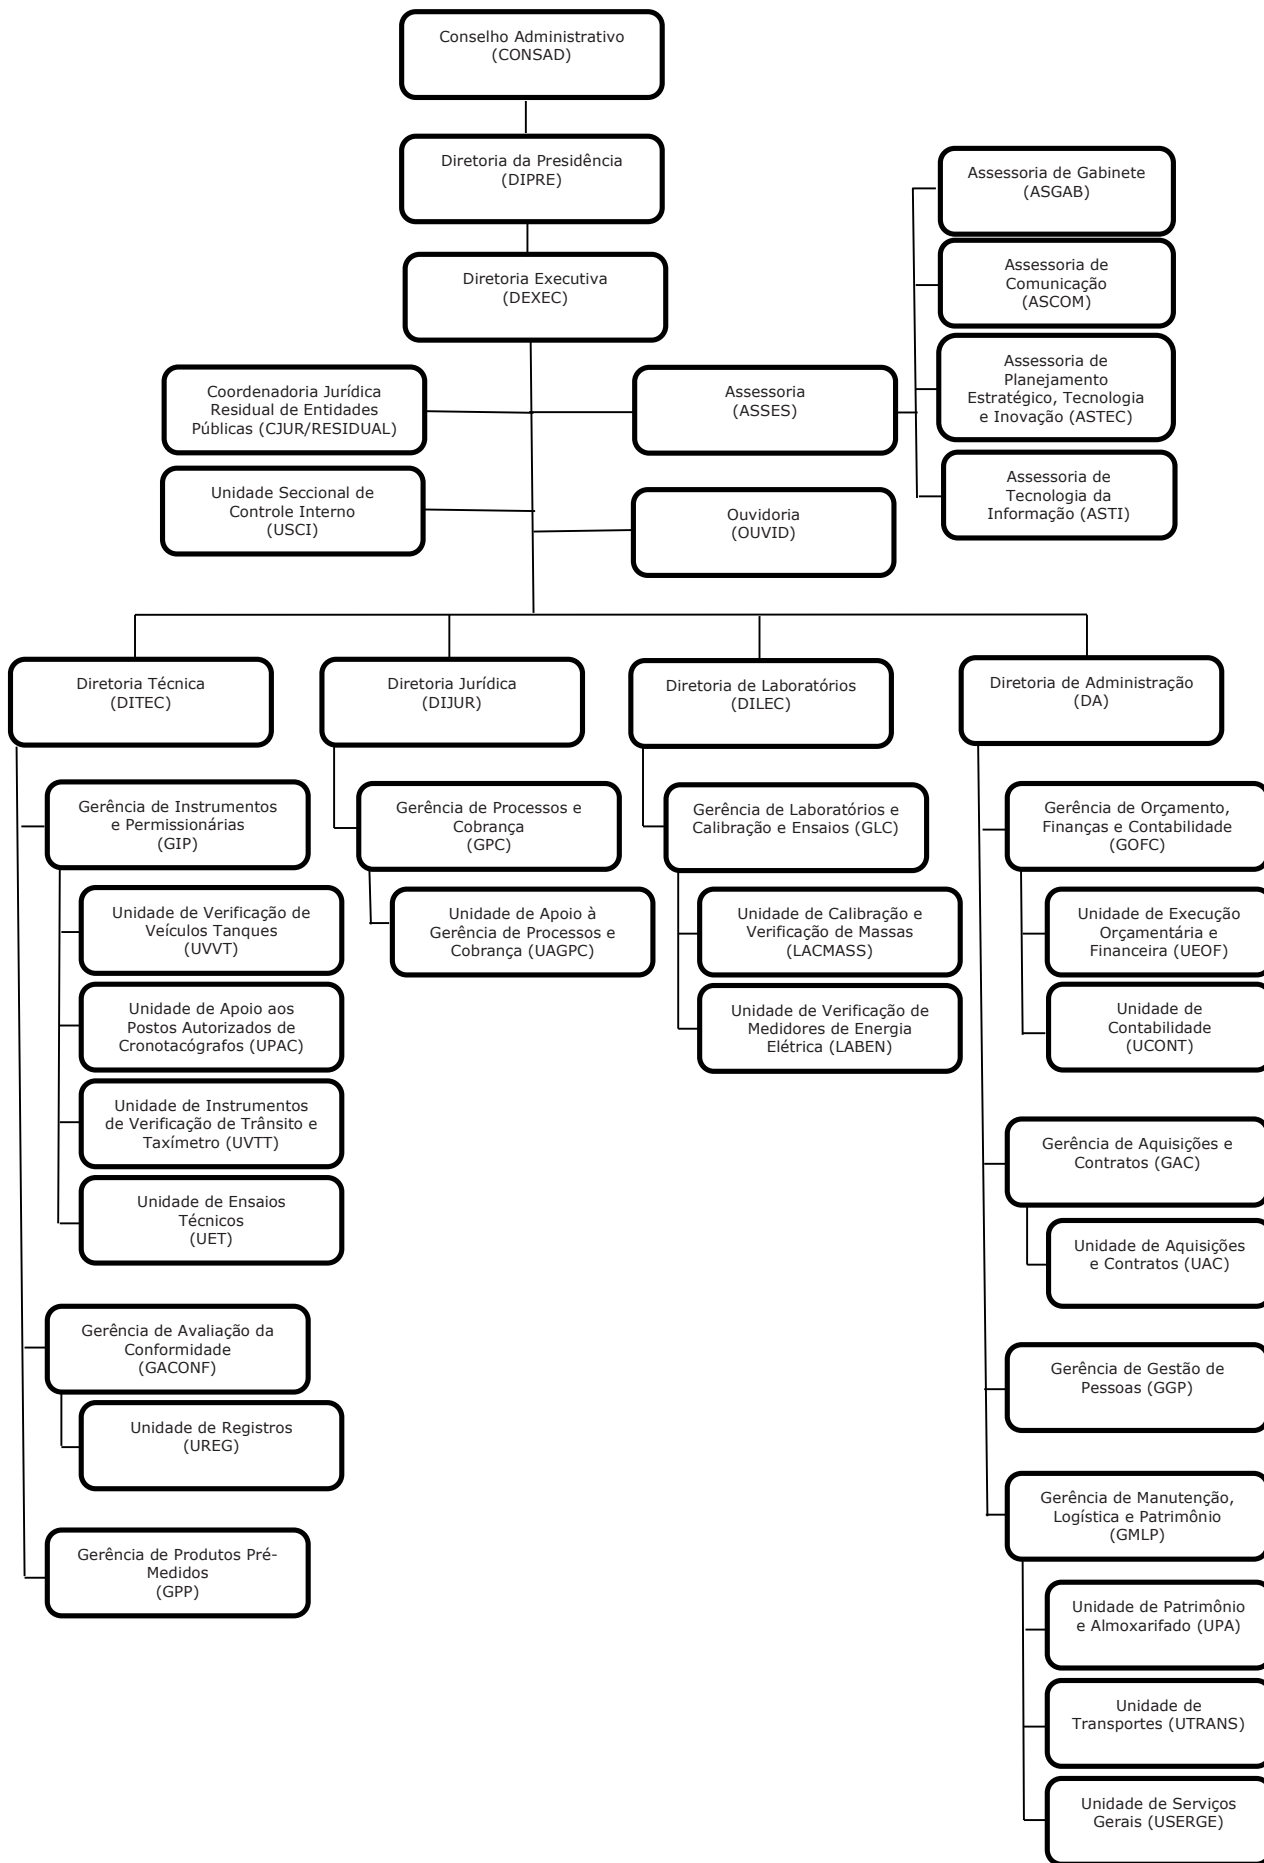 Conselho Administrativo
(CONSAD)
Diretoria da Presidência
(DIPRE)
Diretoria Executiva
(DEXEC)
Assessoria de Gabinete
(ASGAB)
Assessoria de
Comunicação
(ASCOM)
Assessoria de
Planejamento
Estratégico, Tecnologia
e Inovação (ASTEC)
Assessoria de
Tecnologia da
Informação (ASTI)
Coordenadoria Jurídica
Residual de Entidades
Públicas (CJUR/RESIDUAL)
Assessoria
(ASSES)
Unidade Seccional de
Controle Interno
(USCI)
Ouvidoria
(OUVID)
Diretoria Técnica
(DITEC)
Gerência de Instrumentos
e Permissionárias
(GIP)
Unidade de Verificação de
Veículos Tanques
(UVVT)
Unidade de Apoio aos
Postos Autorizados de
Cronotacógrafos (UPAC)
Unidade de Instrumentos
de Verificação de Trânsito e
Taxímetro (UVTT)
Unidade de Ensaios
Técnicos
(UET)
Gerência de Avaliação da
Conformidade
(GACONF)
Unidade de Registros
(UREG)
Gerência de Produtos Pré-
Medidos
(GPP)
Diretoria Jurídica
(DIJUR)
Gerência de Processos e
Cobrança
(GPC)
Unidade de Apoio à
Gerência de Processos e
Cobrança (UAGPC)
Diretoria de Laboratórios
(DILEC)
Gerência de Laboratórios e
Calibração e Ensaios (GLC)
Unidade de Calibração e
Verificação de Massas
(LACMASS)
Unidade de Verificação de
Medidores de Energia
Elétrica (LABEN)
Diretoria de Administração
(DA)
Gerência de Orçamento,
Finanças e Contabilidade
(GOFC)
Unidade de Execução
Orçamentária e
Financeira (UEOF)
Unidade de
Contabilidade
(UCONT)
Gerência de Aquisições e
Contratos (GAC)
Unidade de Aquisições
e Contratos (UAC)
Gerência de Gestão de
Pessoas (GGP)
Gerência de Manutenção,
Logística e Patrimônio
(GMLP)
Unidade de Patrimônio
e Almoxarifado (UPA)
Unidade de
Transportes (UTRANS)
Unidade de Serviços
Gerais (USERGE)